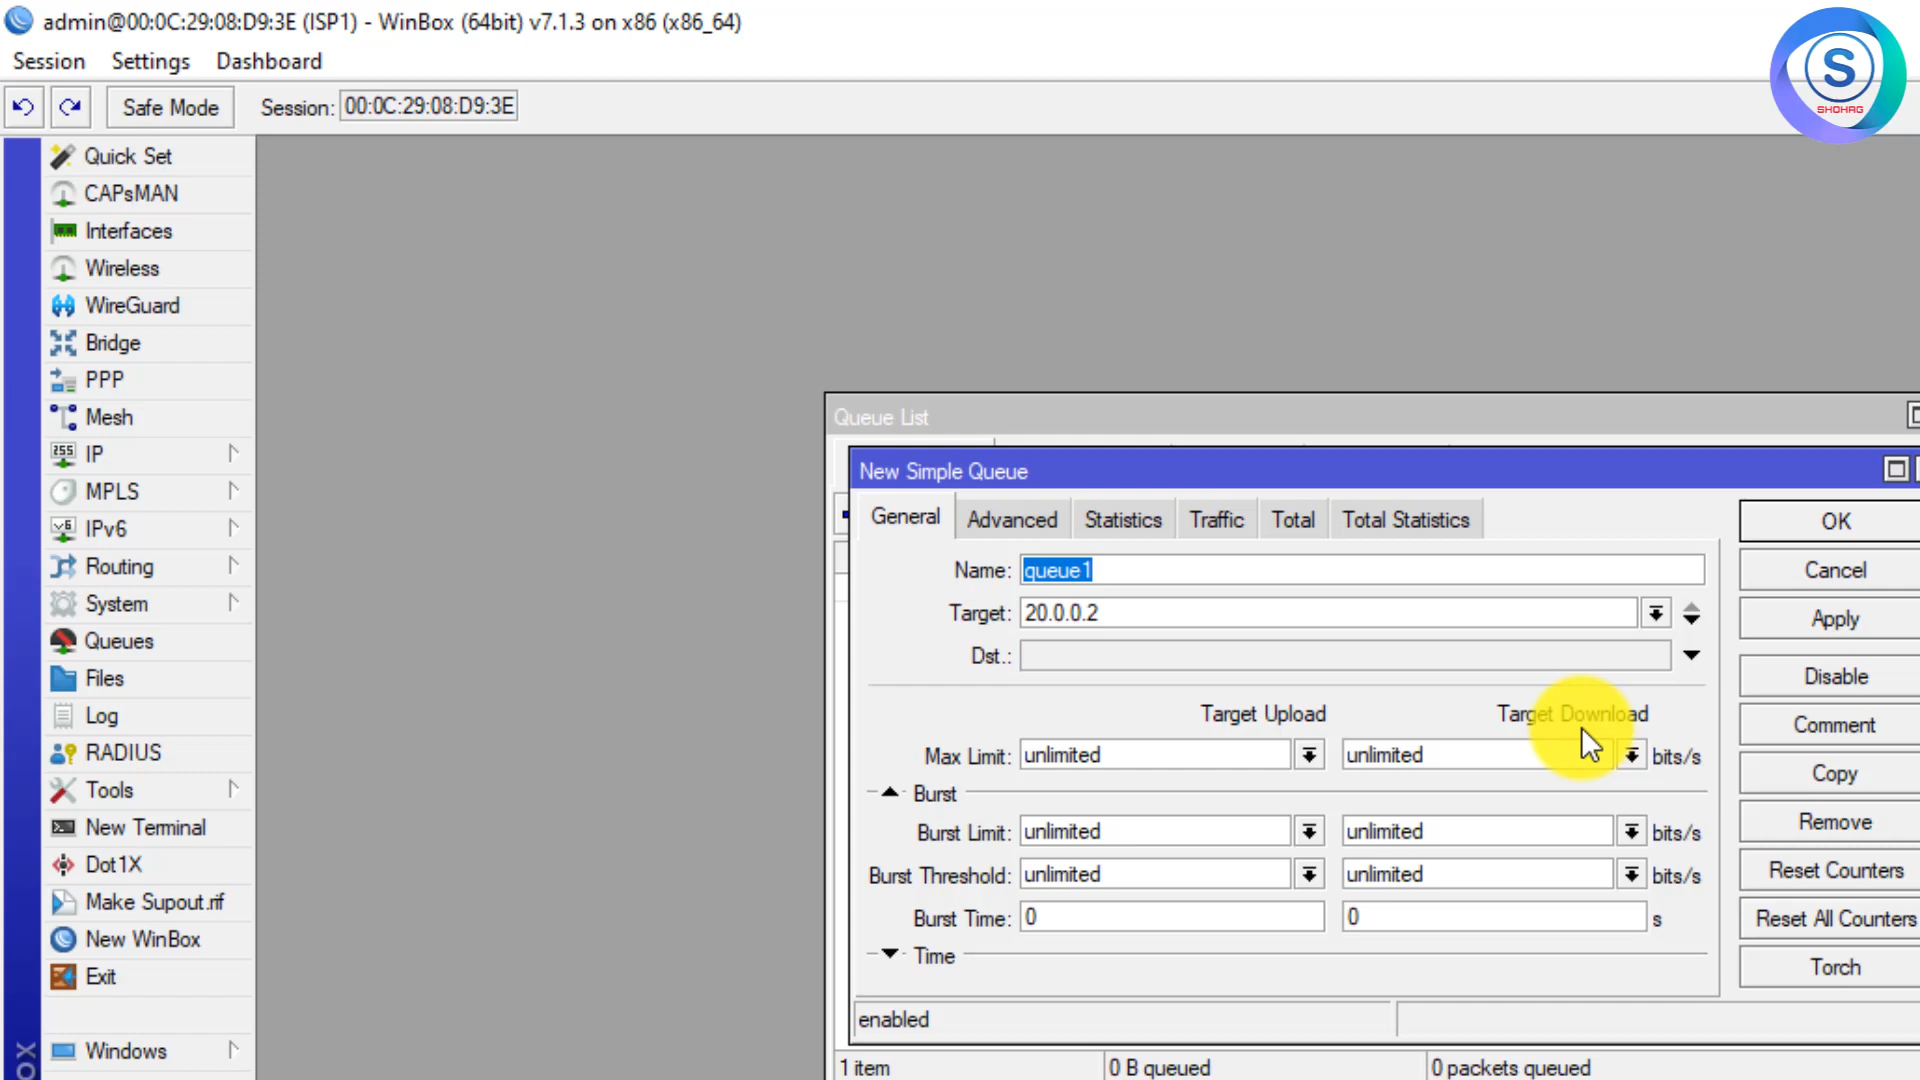 admin@00:0C:29:08:D9:3E (ISP1) - WinBox (64bit) v7.1.3 on x86 (x86_64)
Session Settings Dashboard
Safe Mode Session: 00:0C:29:08:D9:3E
S
SHOHAG
Quick Set
CAPsMAN
Interfaces
Wireless
WireGuard
Bridge
PPP
Mesh
255 IP
MPLS
v6 IPv6
Routing
System
Queues
Files
Log
RADIUS
Tools
New Terminal
Dot1X
Make Supout.rif
New WinBox
Exit
Windows
OX
Queue List
New Simple Queue
General Advanced Statistics Traffic Total Total Statistics
Name: queue1
Target: 20.0.0.2
Dst.:
Target Upload Target Download
Max Limit: unlimited unlimited bits/s
Burst
Burst Limit: unlimited unlimited bits/s
Burst Threshold: unlimited unlimited bits/s
Burst Time: 0 0 s
Time
enabled
OK
Cancel
Apply
Disable
Comment
Copy
Remove
Reset Counters
Reset All Counters
Torch
1 item 0 B queued 0 packets queued